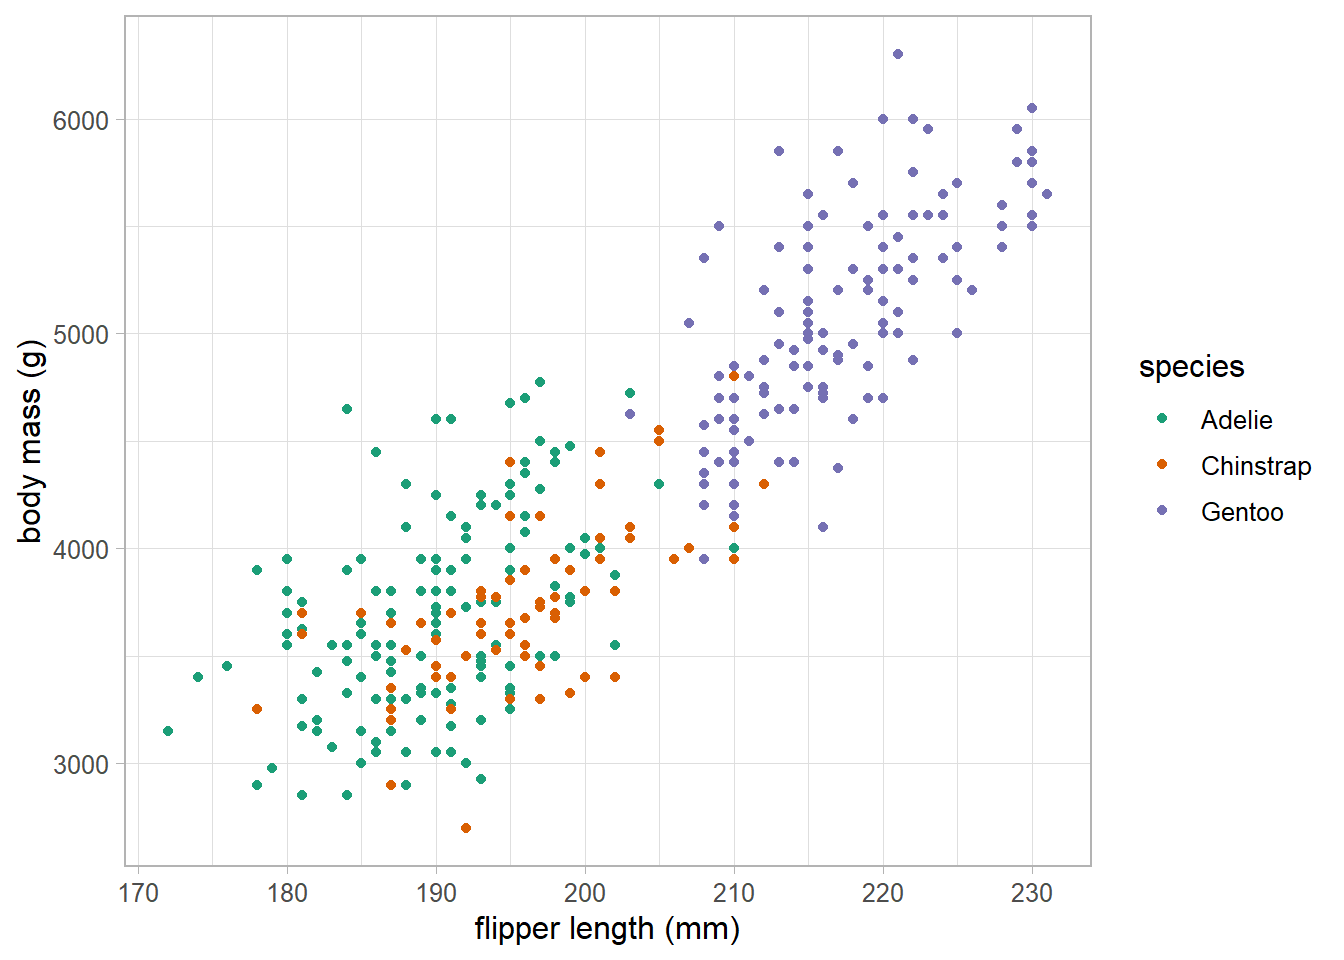 6000
5000
4000
3000
body mass (g)
170 180 190 200 210 220 230
flipper length (mm)
species
Adelie
Chinstrap
Gentoo